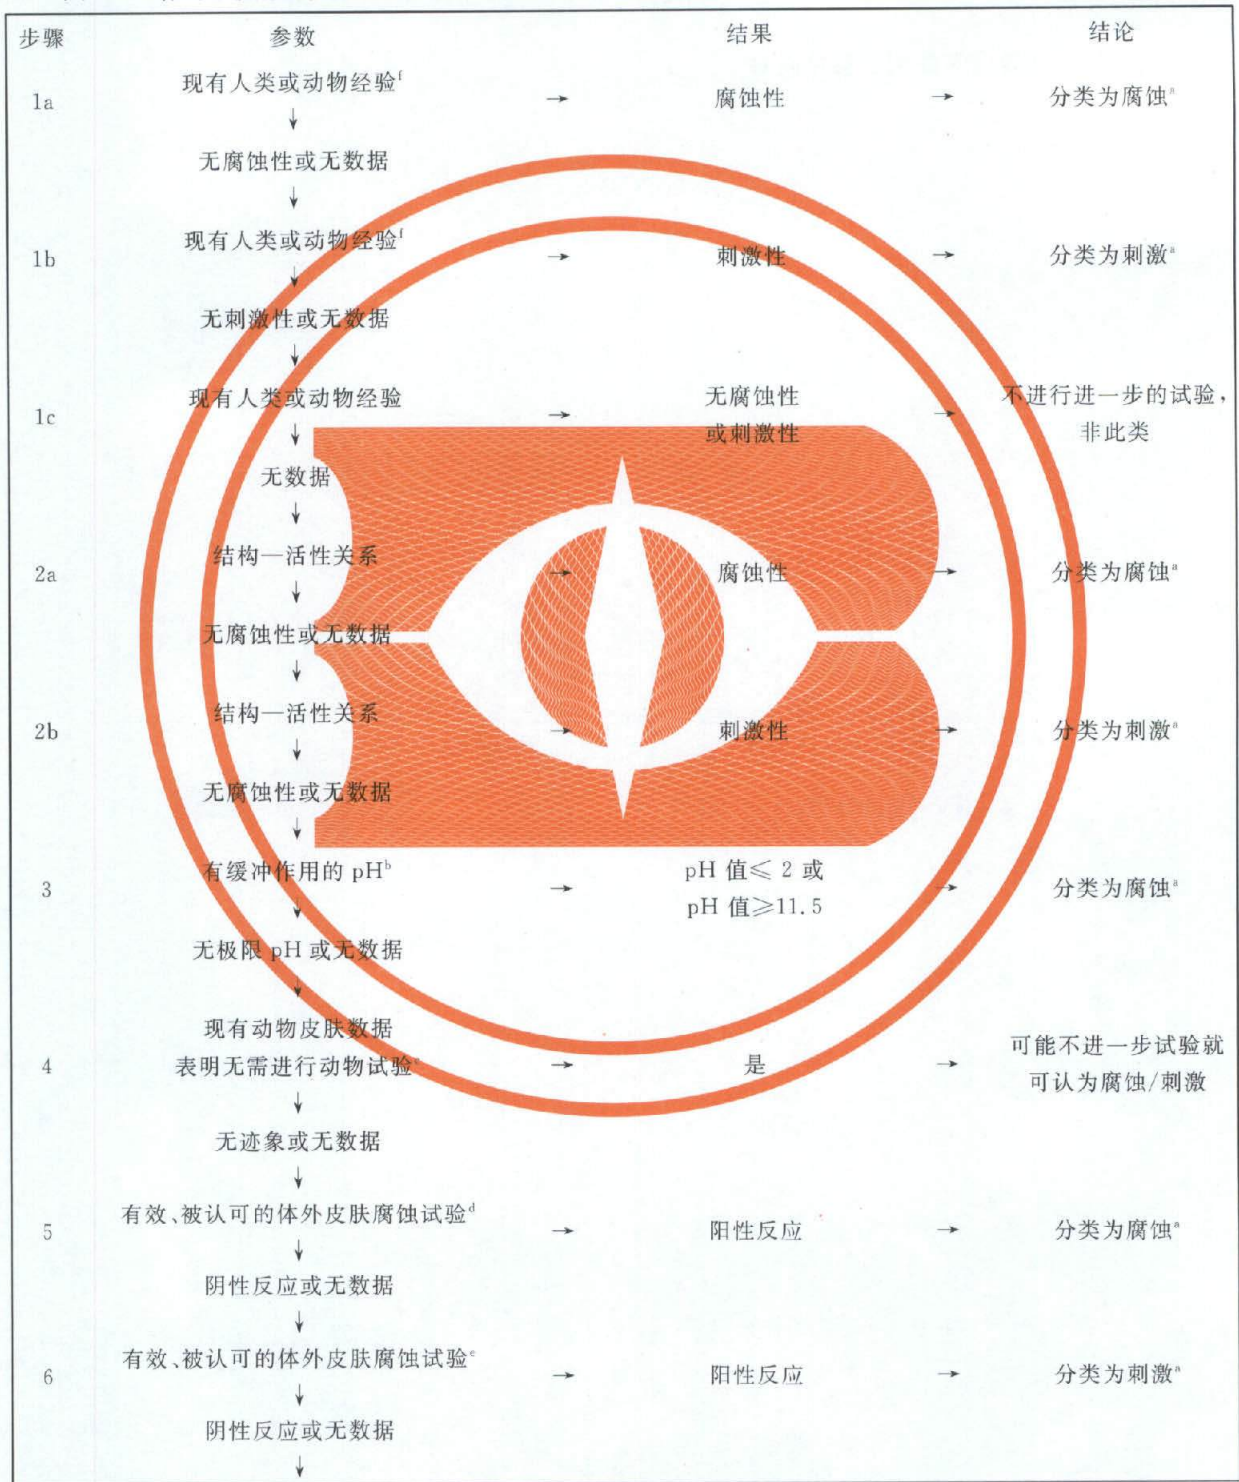 步骤 参数 结果 结论
1a 现有人类或动物经验f → 腐蚀性 → 分类为腐蚀a
↓
无腐蚀性或无数据
↓
1b 现有人类或动物经验f → 刺激性 → 分类为刺激a
↓
无刺激性或无数据
↓
1c 现有人类或动物经验 → 无腐蚀性 → 不进行进一步的试验,
↓ 或刺激性 非此类
无数据
↓
2a 结构—活性关系 → 腐蚀性 → 分类为腐蚀a
↓
无腐蚀性或无数据
↓
2b 结构—活性关系 → 刺激性 → 分类为刺激a
↓
无腐蚀性或无数据
↓
3 有缓冲作用的 pHb → pH 值≤ 2 或 → 分类为腐蚀a
↓ pH 值≥11.5
无极限 pH 或无数据
↓
现有动物皮肤数据 可能不进一步试验就
4 表明无需进行动物试验c → 是 → 可认为腐蚀/刺激
↓
无迹象或无数据
↓
5 有效、被认可的体外皮肤腐蚀试验d → 阳性反应 → 分类为腐蚀a
↓
阴性反应或无数据
↓
6 有效、被认可的体外皮肤腐蚀试验e → 阳性反应 → 分类为刺激a
↓
阴性反应或无数据
↓